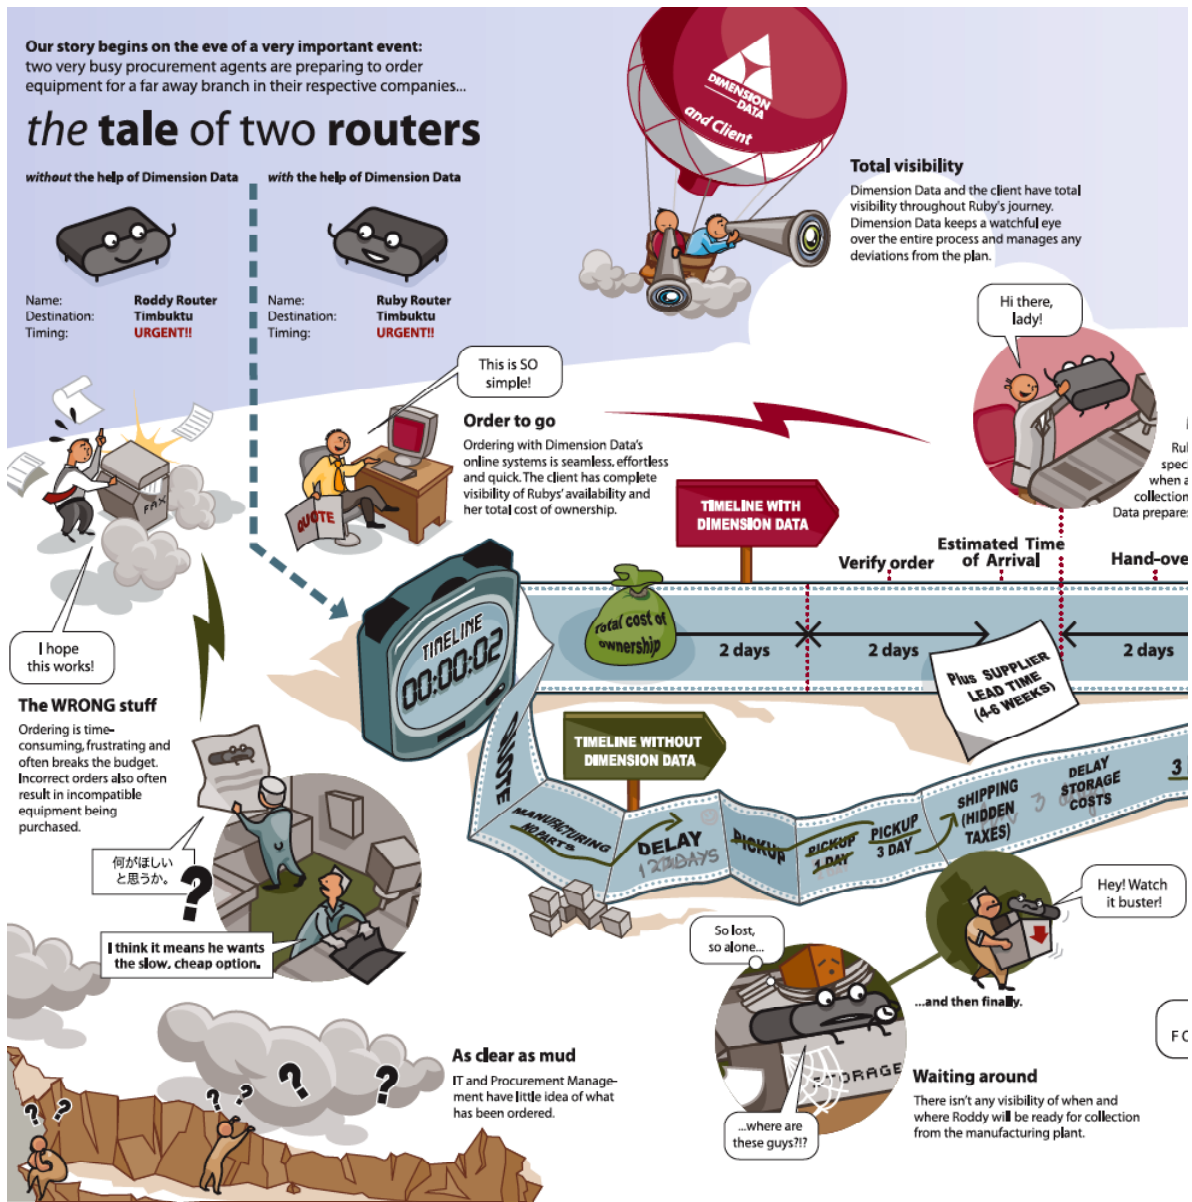 Our story begins on the eve of a very important event:
two very busy procurement agents are preparing to order
equipment for a far away branch in their respective companies...
the tale of two routers
without the help of Dimension Data
with the help of Dimension Data
Name: Roddy Router
Destination: Timbuktu
Timing: URGENT!!
Name: Ruby Router
Destination: Timbuktu
Timing: URGENT!!
DIMENSION
DATA
and Client
Total visibility
Dimension Data and the client have total
visibility throughout Ruby's journey.
Dimension Data keeps a watchful eye
over the entire process and manages any
deviations from the plan.
Hi there,
lady!
This is SO
simple!
Order to go
Ordering with Dimension Data's
online systems is seamless, effortless
and quick. The client has complete
visibility of Rubys' availability and
her total cost of ownership.
QUOTE
FAX
I hope
this works!
Rul
spec
when a
collection
Data prepare
TIMELINE WITH
DIMENSION DATA
Verify order
Estimated Time
of Arrival
Hand-ove
TIMELINE
00:00:02
Total cost of
ownership
2 days
2 days
2 days
Plus SUPPLIER
LEAD TIME
(4-6 WEEKS)
The WRONG stuff
Ordering is time-
consuming, frustrating and
often breaks the budget.
Incorrect orders also often
result in incompatible
equipment being
purchased.
TIMELINE WITHOUT
DIMENSION DATA
QUOTE
MANUFACTURING
NO PARTS
DELAY
DAYS
PICKUP
PICKUP
1 DAY
PICKUP
3 DAY
SHIPPING
(HIDDEN
TAXES)
DELAY
STORAGE
COSTS
3
何がほしい
と思うか。
?
I think it means he wants
the slow, cheap option.
Hey! Watch
it buster!
So lost,
so alone...
...and then finally.
STORAGE
...where are
these guys?!?
Waiting around
There isn't any visibility of when and
where Roddy will be ready for collection
from the manufacturing plant.
F C
As clear as mud
IT and Procurement Manage-
ment have little idea of what
has been ordered.
? ? ? ? ? ?